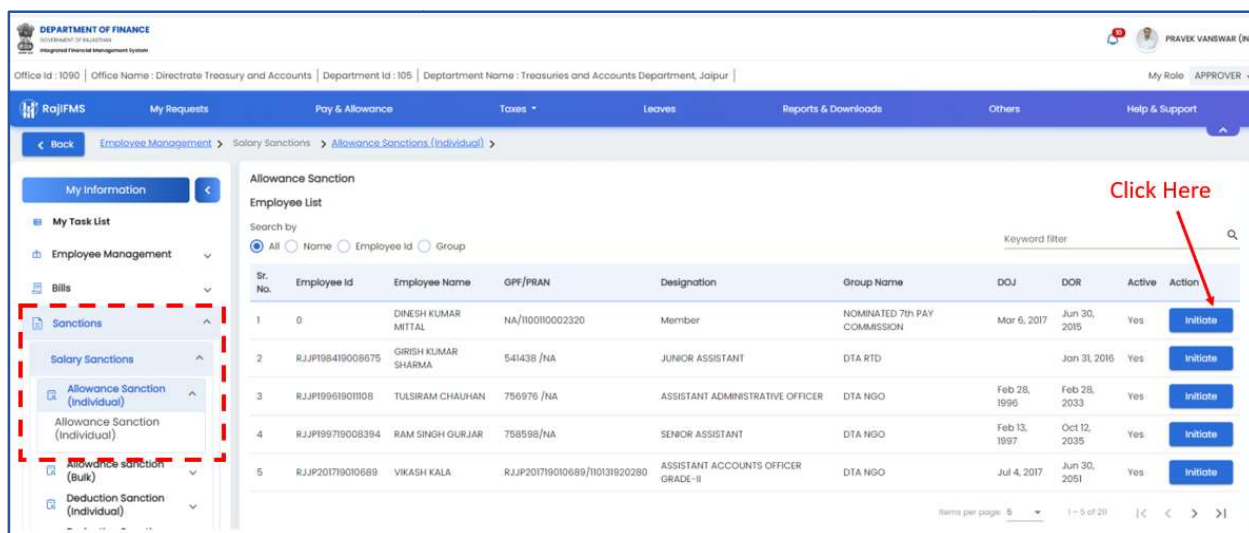 DEPARTMENT OF FINANCE
GOVERNMENT OF RAJASTHAN
Integrated Financial Management System
10
PRAVEK VANSWAR (IN
Office Id : 1090 | Office Name : Directrate Treasury and Accounts | Department Id : 105 | Deptartment Name : Treasuries and Accounts Department, Jaipur |
My Role APPROVER
RajIFMS My Requests Pay & Allowance Taxes Leaves Reports & Downloads Others Help & Support
Back Employee Management > Salary Sanctions > Allowance Sanctions (Individual) >
My Information
My Task List
Employee Management
Bills
Sanctions
Salary Sanctions
Allowance Sanction
(Individual)
Allowance Sanction
(Individual)
Allowance sanction
(Bulk)
Deduction Sanction
(Individual)
Allowance Sanction
Employee List
Search by
All Name Employee Id Group
Click Here
Keyword filter
Sr. No. Employee Id Employee Name GPF/PRAN Designation Group Name DOJ DOR Active Action
1 0 DINESH KUMAR MITTAL NA/1100110002320 Member NOMINATED 7th PAY COMMISSION Mar 6, 2017 Jun 30, 2015 Yes Initiate
2 RJJP198419008675 GIRISH KUMAR SHARMA 541438 /NA JUNIOR ASSISTANT DTA RTD Jan 31, 2016 Yes Initiate
3 RJJP199619011108 TULSIRAM CHAUHAN 756976 /NA ASSISTANT ADMINISTRATIVE OFFICER DTA NGO Feb 28, 1996 Feb 28, 2033 Yes Initiate
4 RJJP199719008394 RAM SINGH GURJAR 758598/NA SENIOR ASSISTANT DTA NGO Feb 13, 1997 Oct 12, 2035 Yes Initiate
5 RJJP201719010689 VIKASH KALA RJJP201719010689/110131920280 ASSISTANT ACCOUNTS OFFICER GRADE-II DTA NGO Jul 4, 2017 Jun 30, 2051 Yes Initiate
Items per page: 5 1 – 5 of 211